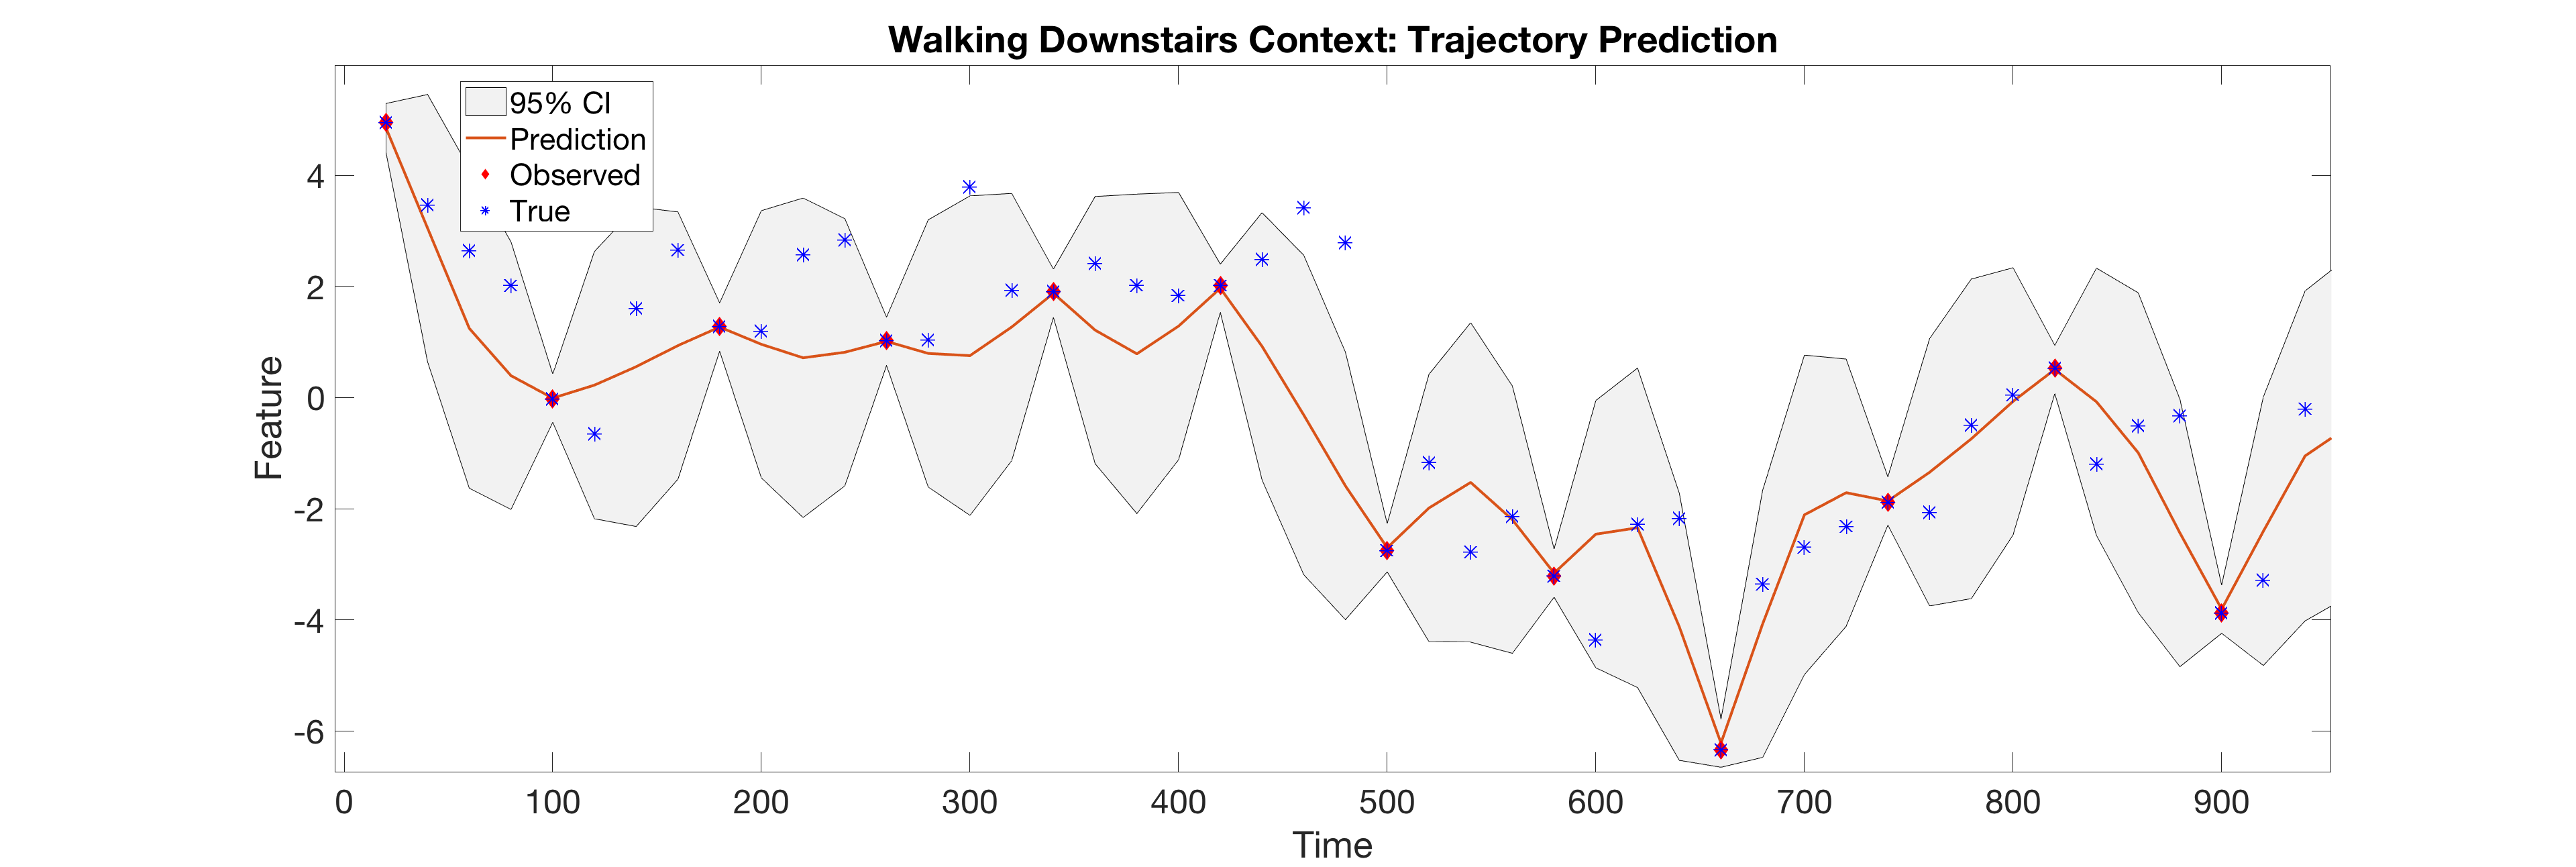 Walking Downstairs Context: Trajectory Prediction
95% CI
Prediction
Observed
True
Feature
4
2
0
-2
-4
-6
0 100 200 300 400 500 600 700 800 900
Time